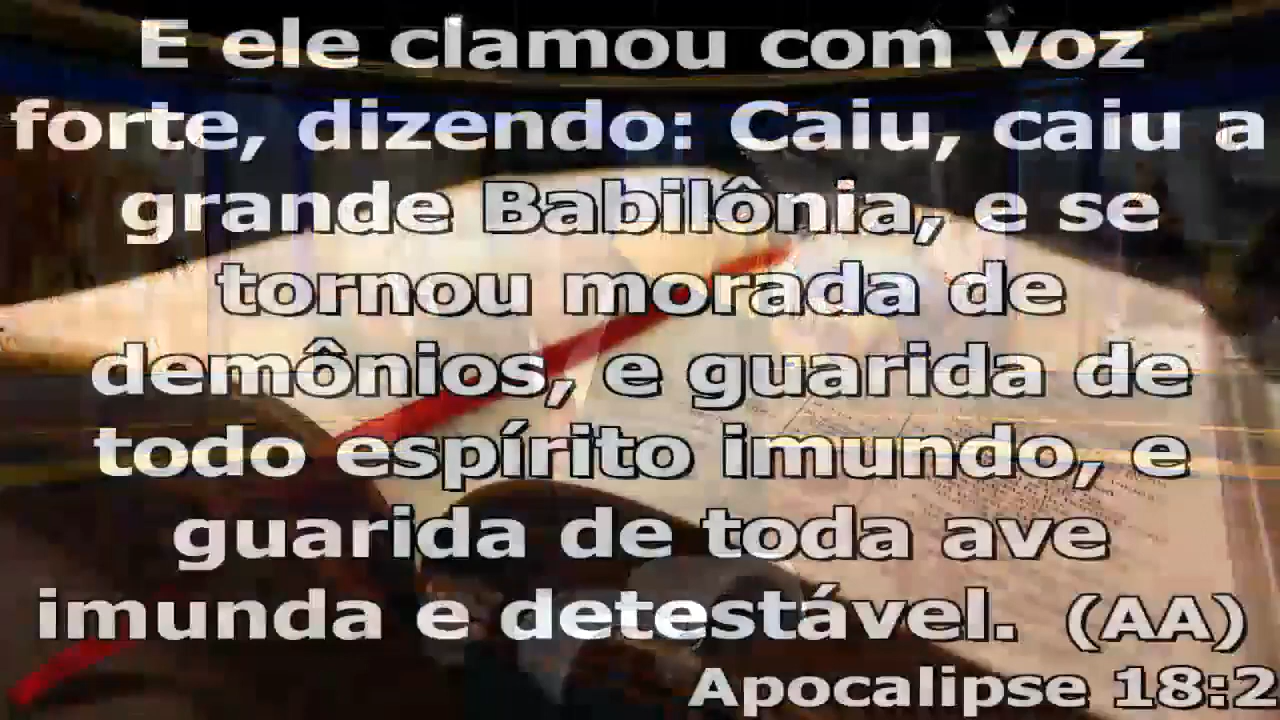 E ele clamou com voz
forte, dizendo: Caiu, caiu a
grande Babilônia, e se
tornou morada de
demônios, e guarida de
todo espírito imundo, e
guarida de toda ave
imunda e detestável. (AA)
Apocalipse 18:2